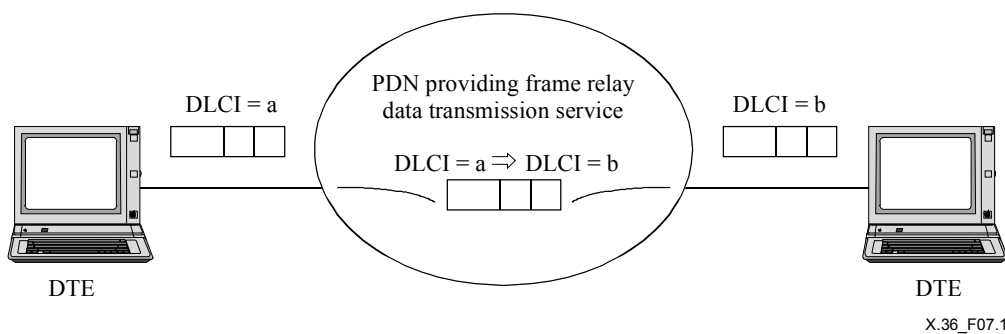 PDN providing frame relay
data transmission service
DLCI = a
DLCI = b
DLCI = a ⇒ DLCI = b
DTE
DTE
X.36_F07.1